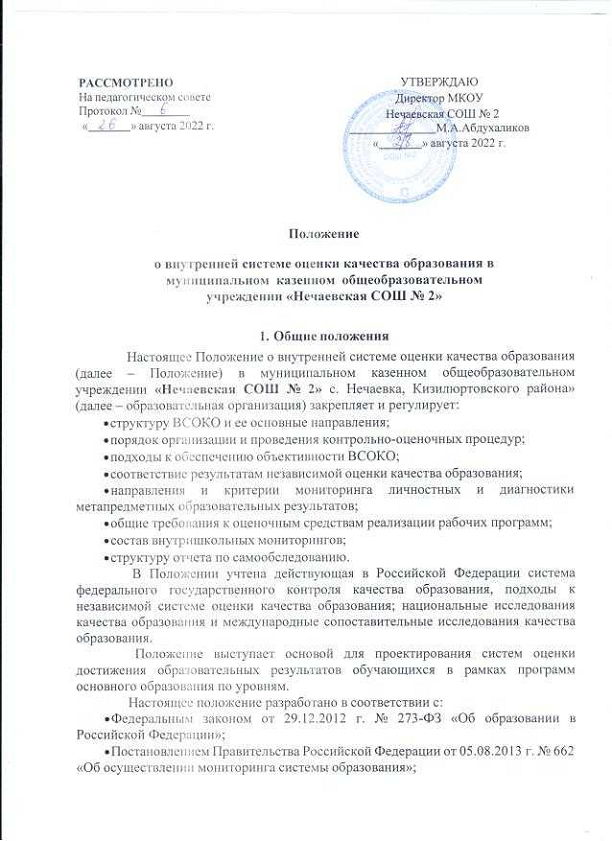 РАССМОТРЕНО
На педагогическом совете
Протокол № 6
«26» августа 2022 г.
УТВЕРЖДАЮ
Директор МКОУ
Нечаевская СОШ № 2
М.А.Абдухаликов
«28» августа 2022 г.
Положение
о внутренней системе оценки качества образования в
муниципальном казенном общеобразовательном
учреждении «Нечаевская СОШ № 2»
1. Общие положения
Настоящее Положение о внутренней системе оценки качества образования
(далее – Положение) в муниципальном казенном общеобразовательном
учреждении «Нечаевская СОШ № 2» с. Нечаевка, Кизилюртовского района»
(далее – образовательная организация) закрепляет и регулирует:
•структуру ВСОКО и ее основные направления;
•порядок организации и проведения контрольно-оценочных процедур;
•подходы к обеспечению объективности ВСОКО;
•соответствие результатам независимой оценки качества образования;
•направления и критерии мониторинга личностных и диагностики
метапредметных образовательных результатов;
•общие требования к оценочным средствам реализации рабочих программ;
•состав внутришкольных мониторингов;
•структуру отчета по самообследованию.
В Положении учтена действующая в Российской Федерации система
федерального государственного контроля качества образования, подходы к
независимой системе оценки качества образования; национальные исследования
качества образования и международные сопоставительные исследования качества
образования.
Положение выступает основой для проектирования систем оценки
достижения образовательных результатов обучающихся в рамках программ
основного образования по уровням.
Настоящее положение разработано в соответствии с:
•Федеральным законом от 29.12.2012 г. № 273-ФЗ «Об образовании в
Российской Федерации»;
•Постановлением Правительства Российской Федерации от 05.08.2013 г. № 662
«Об осуществлении мониторинга системы образования»;